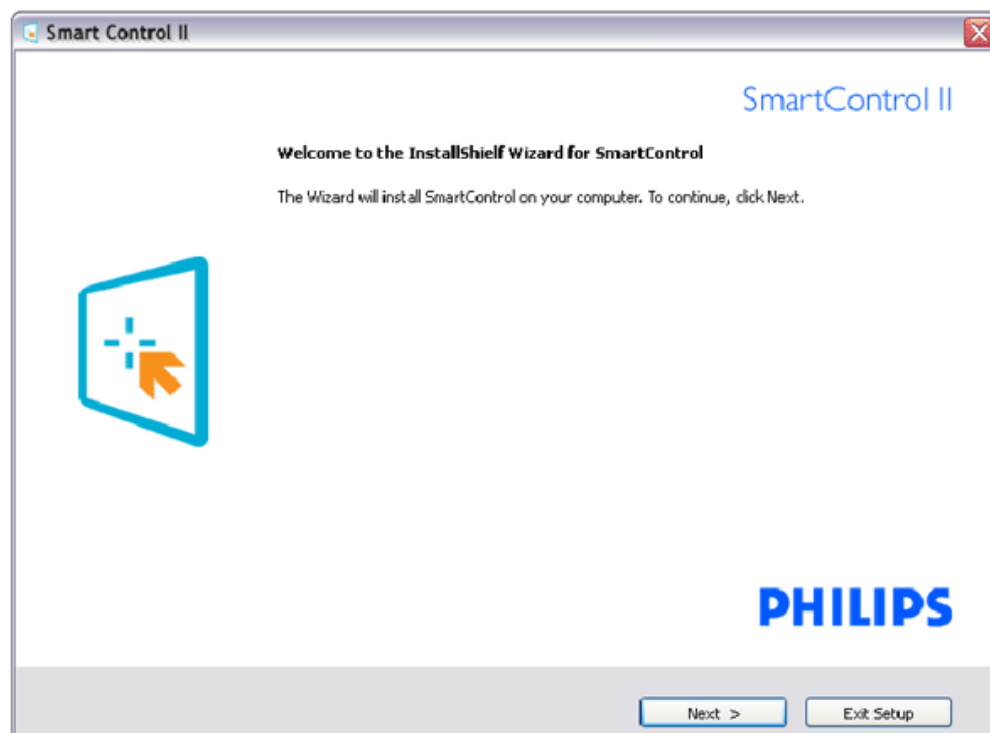 Smart Control II
SmartControl II
Welcome to the InstallShielf Wizard for SmartControl
The Wizard will install SmartControl on your computer. To continue, click Next.
PHILIPS
Next >
Exit Setup